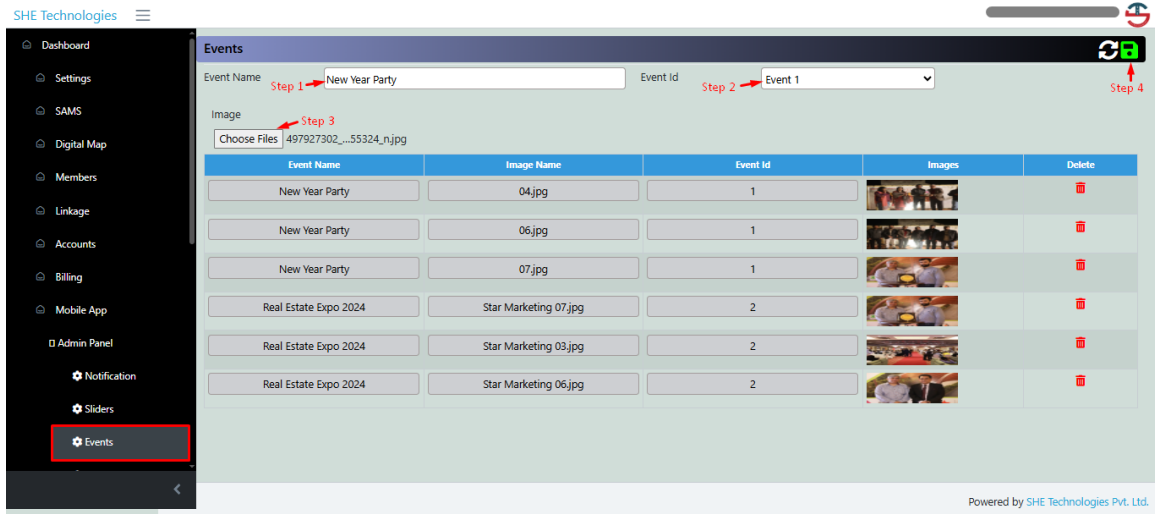 SHE Technologies
Dashboard
Settings
SAMS
Digital Map
Members
Linkage
Accounts
Billing
Mobile App
Admin Panel
Notification
Sliders
Events
Events
Event Name
Step 1
New Year Party
Event Id
Step 2
Event 1
Step 4
Image
Step 3
Choose Files 497927302_...55324_n.jpg
Event Name Image Name Event Id Images Delete
New Year Party 04.jpg 1
New Year Party 06.jpg 1
New Year Party 07.jpg 1
Real Estate Expo 2024 Star Marketing 07.jpg 2
Real Estate Expo 2024 Star Marketing 03.jpg 2
Real Estate Expo 2024 Star Marketing 06.jpg 2
Powered by SHE Technologies Pvt. Ltd.